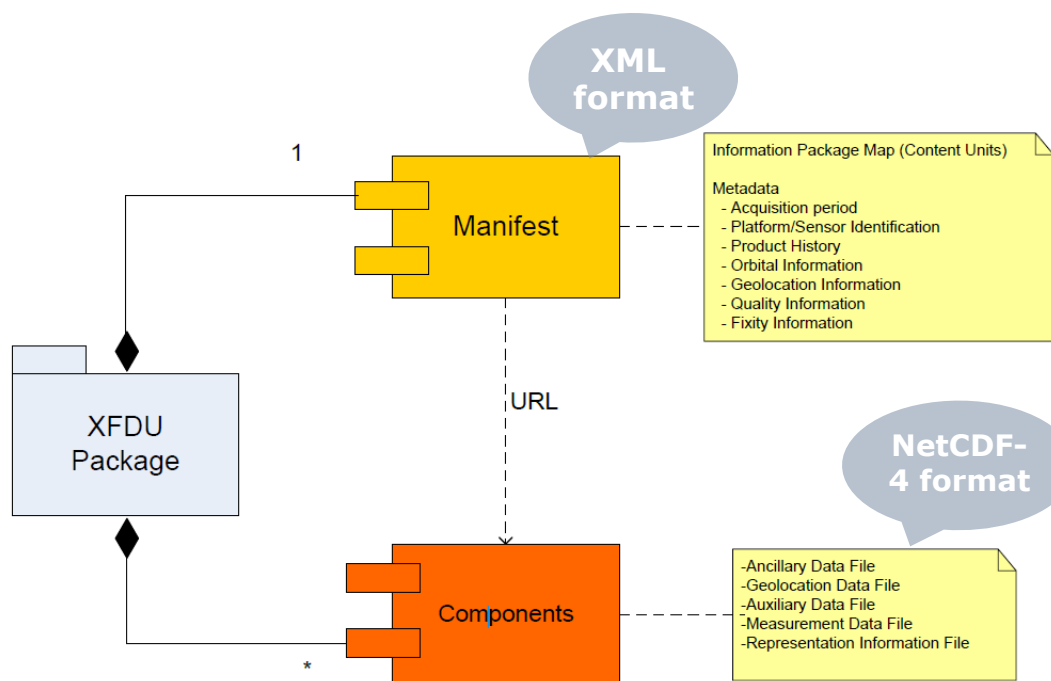 XML
format
1
Manifest
Information Package Map (Content Units)
Metadata
- Acquisition period
- Platform/Sensor Identification
- Product History
- Orbital Information
- Geolocation Information
- Quality Information
- Fixity Information
URL
XFDU
Package
NetCDF-
4 format
Components
*
-Ancillary Data File
-Geolocation Data File
-Auxiliary Data File
-Measurement Data File
-Representation Information File